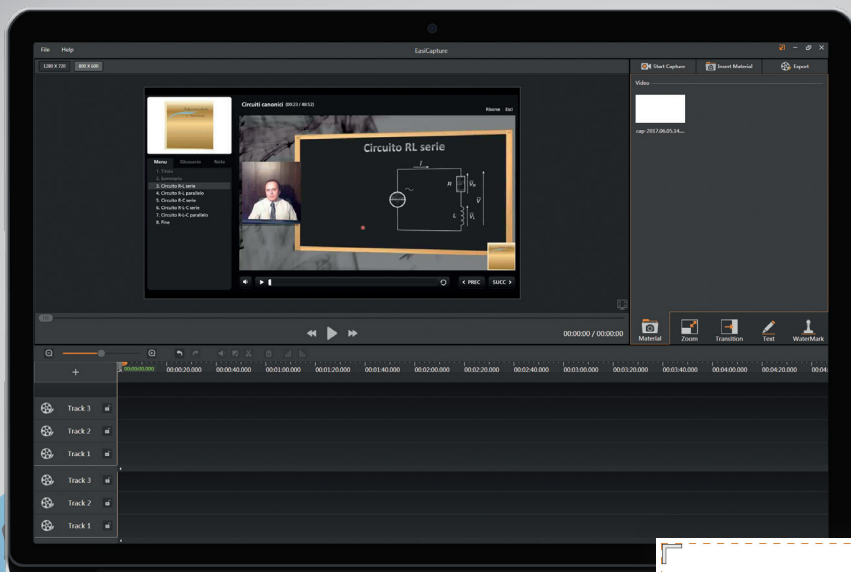 EasiCapture
File Help
1280 X 720 800 X 600
Start Capture Insert Material Export
Video
cap-2017.06.05.14....
Circuiti canonici (00:23 / 08:52)
Risorse Esci
Menu Glossario Note
1. Titolo
2. Sommario
3. Circuito R-L serie
4. Circuito R-L parallelo
5. Circuito R-C serie
6. Circuito R-L-C serie
7. Circuito R-L-C parallelo
8. Fine
Circuito RL serie
I
R
L
< PREC SUCC >
00:00:00 / 00:00:00
Material Zoom Transition Text WaterMark
+ 00:00:00.000 00:00:20.000 00:00:40.000 00:01:00.000 00:01:20.000 00:01:40.000 00:02:00.000 00:02:20.000 00:02:40.000 00:03:00.000 00:03:20.000 00:03:40.000 00:04:00.000 00:04:20.000 00:04:
Track 3
Track 2
Track 1
Track 3
Track 2
Track 1